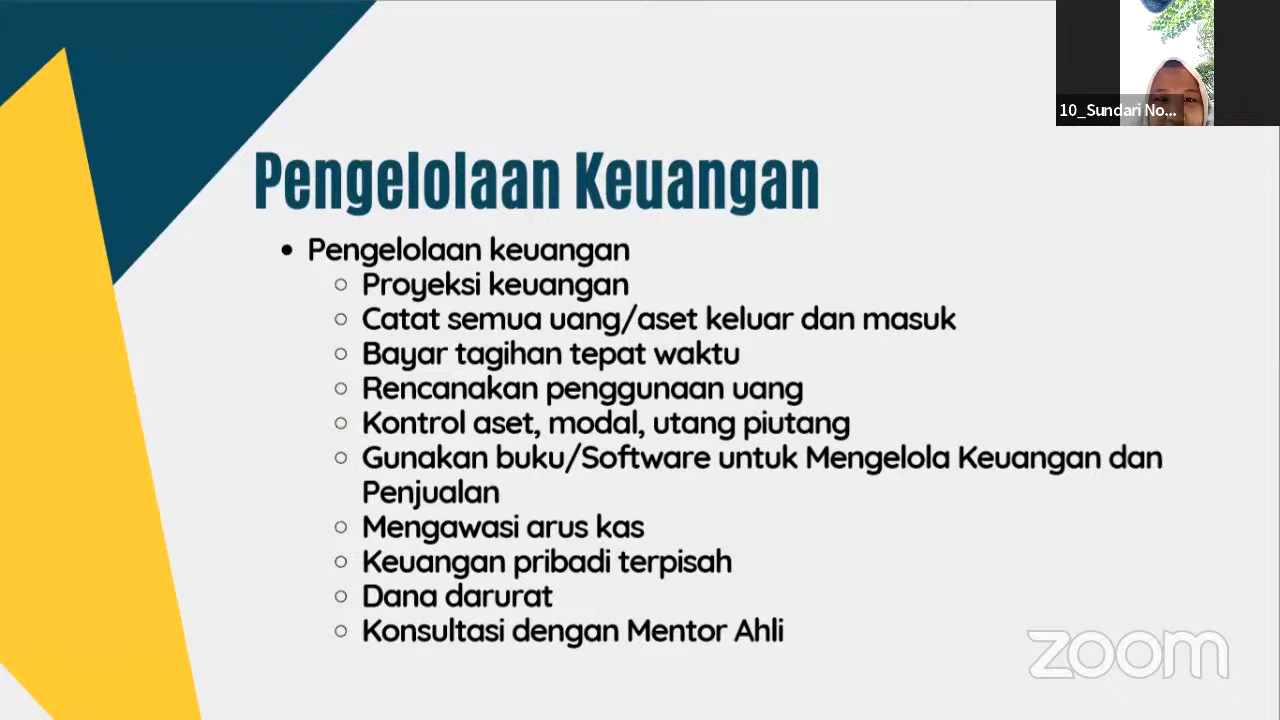 10_Sundari No...
Pengelolaan Keuangan
Pengelolaan keuangan
Proyeksi keuangan
Catat semua uang/aset keluar dan masuk
Bayar tagihan tepat waktu
Rencanakan penggunaan uang
Kontrol aset, modal, utang piutang
Gunakan buku/Software untuk Mengelola Keuangan dan
Penjualan
Mengawasi arus kas
Keuangan pribadi terpisah
Dana darurat
Konsultasi dengan Mentor Ahli
zoom